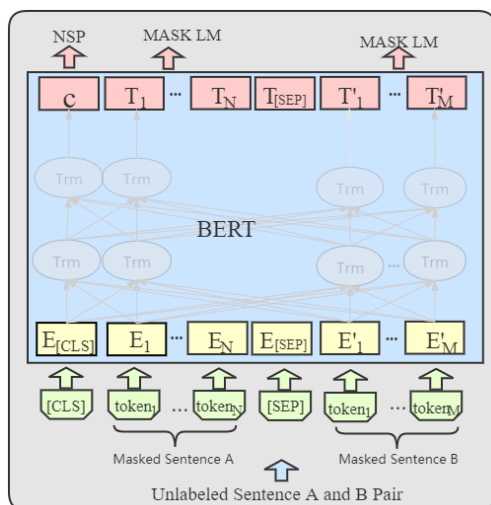 NSP MASK LM MASK LM
C T1 ... TN T[SEP] T'1 ... T'M
Trm Trm Trm Trm
BERT
Trm Trm Trm ... Trm
E[CLS] E1 ... EN E[SEP] E'1 ... E'M
[CLS] token1 ... tokenN [SEP] token1 ... tokenM
Masked Sentence A Masked Sentence B
Unlabeled Sentence A and B Pair